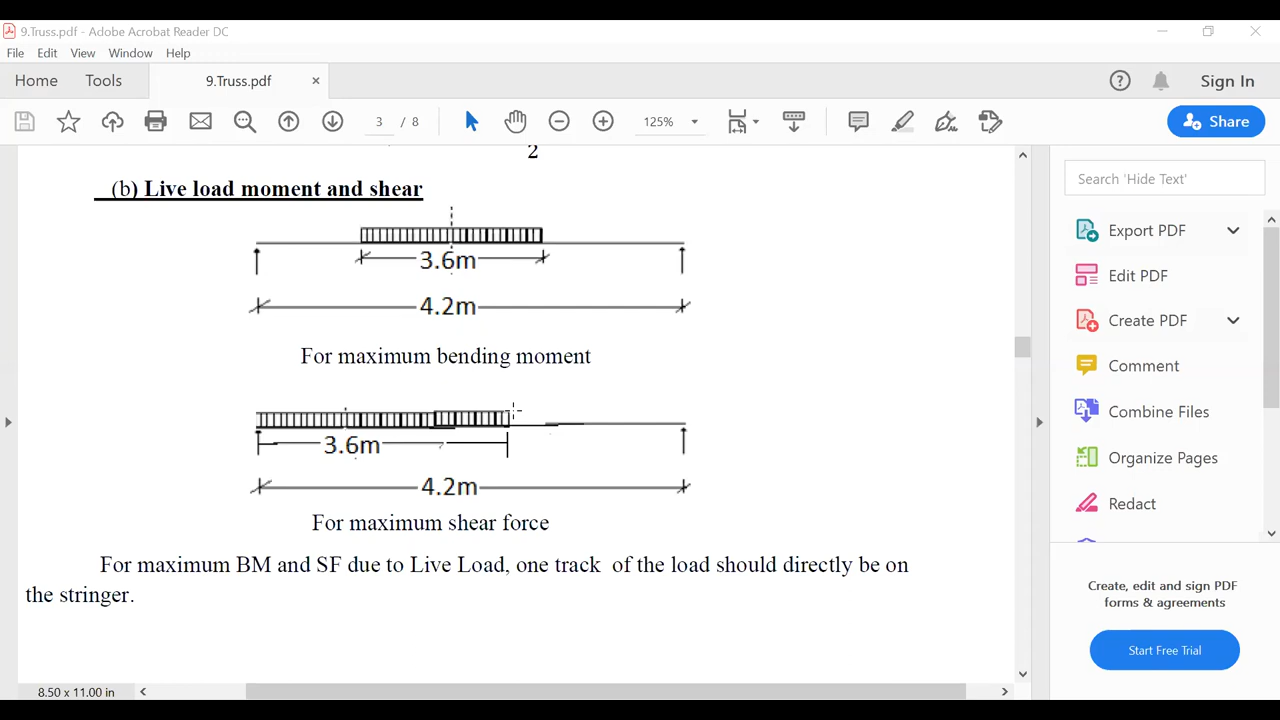 9.Truss.pdf - Adobe Acrobat Reader DC
File Edit View Window Help
Home Tools 9.Truss.pdf × Sign In
3 / 8 125% Share
2
(b) Live load moment and shear
3.6m
4.2m
For maximum bending moment
3.6m
4.2m
For maximum shear force
For maximum BM and SF due to Live Load, one track of the load should directly be on
the stringer.
8.50 x 11.00 in
Search 'Hide Text'
Export PDF
Edit PDF
Create PDF
Comment
Combine Files
Organize Pages
Redact
Create, edit and sign PDF
forms & agreements
Start Free Trial